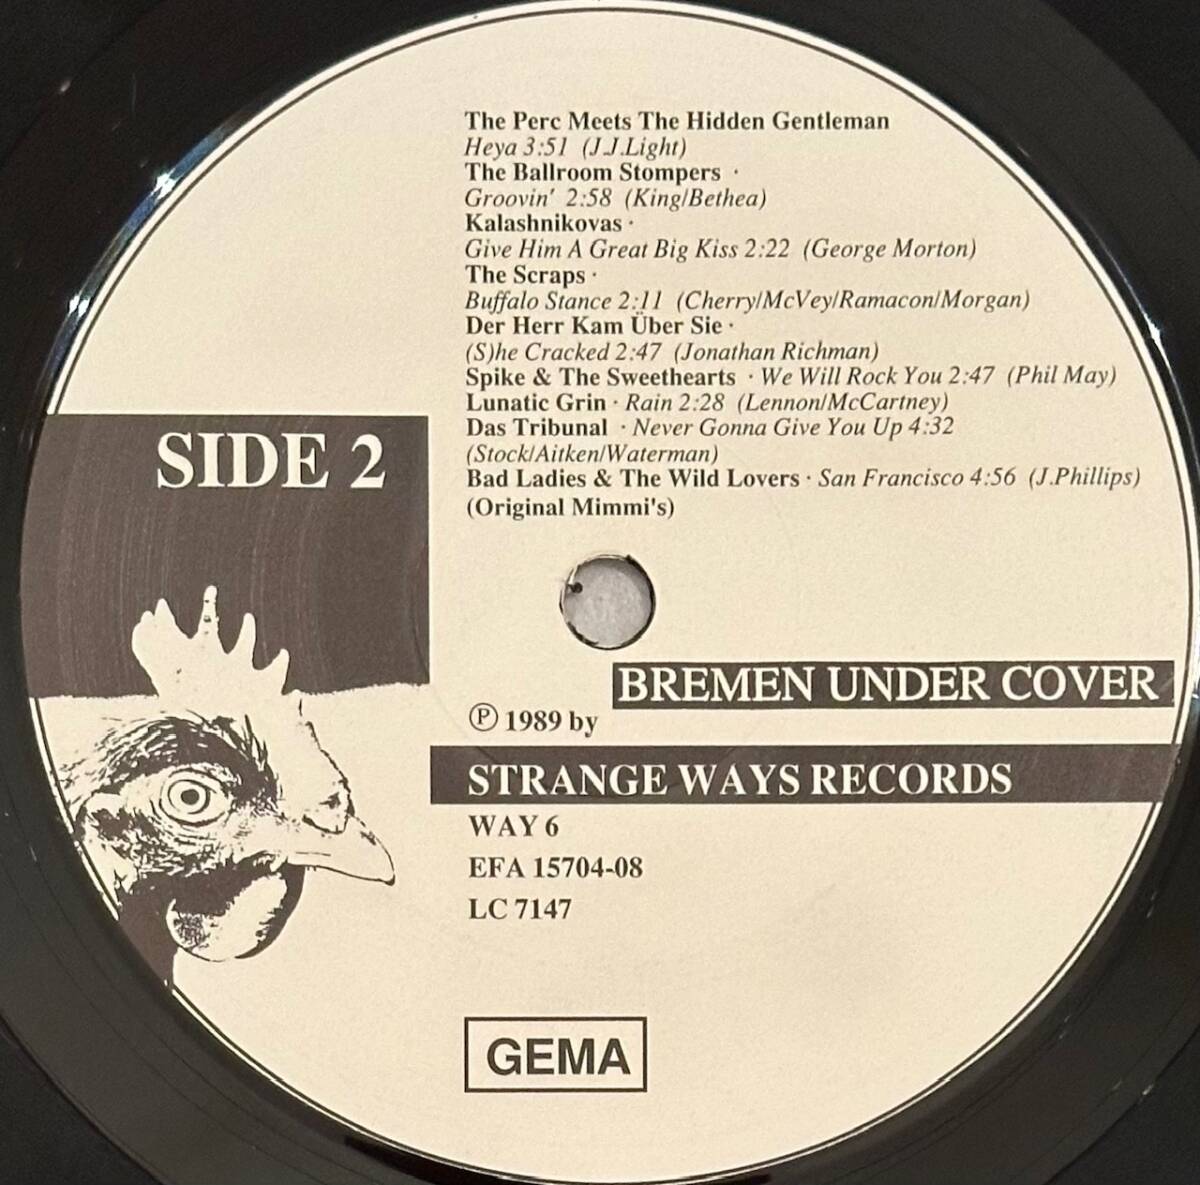 The Perc Meets The Hidden Gentleman
Heya 3:51 (J.J.Light)
The Ballroom Stompers ·
Groovin' 2:58 (King/Bethea)
Kalashnikovas ·
Give Him A Great Big Kiss 2:22 (George Morton)
The Scraps ·
Buffalo Stance 2:11 (Cherry/McVey/Ramacon/Morgan)
Der Herr Kam Über Sie ·
(S)he Cracked 2:47 (Jonathan Richman)
Spike & The Sweethearts · We Will Rock You 2:47 (Phil May)
Lunatic Grin · Rain 2:28 (Lennon/McCartney)
Das Tribunal · Never Gonna Give You Up 4:32
(Stock/Aitken/Waterman)
Bad Ladies & The Wild Lovers · San Francisco 4:56 (J.Phillips)
(Original Mimmi's)
SIDE 2
BREMEN UNDER COVER
℗ 1989 by
STRANGE WAYS RECORDS
WAY 6
EFA 15704-08
LC 7147
GEMA